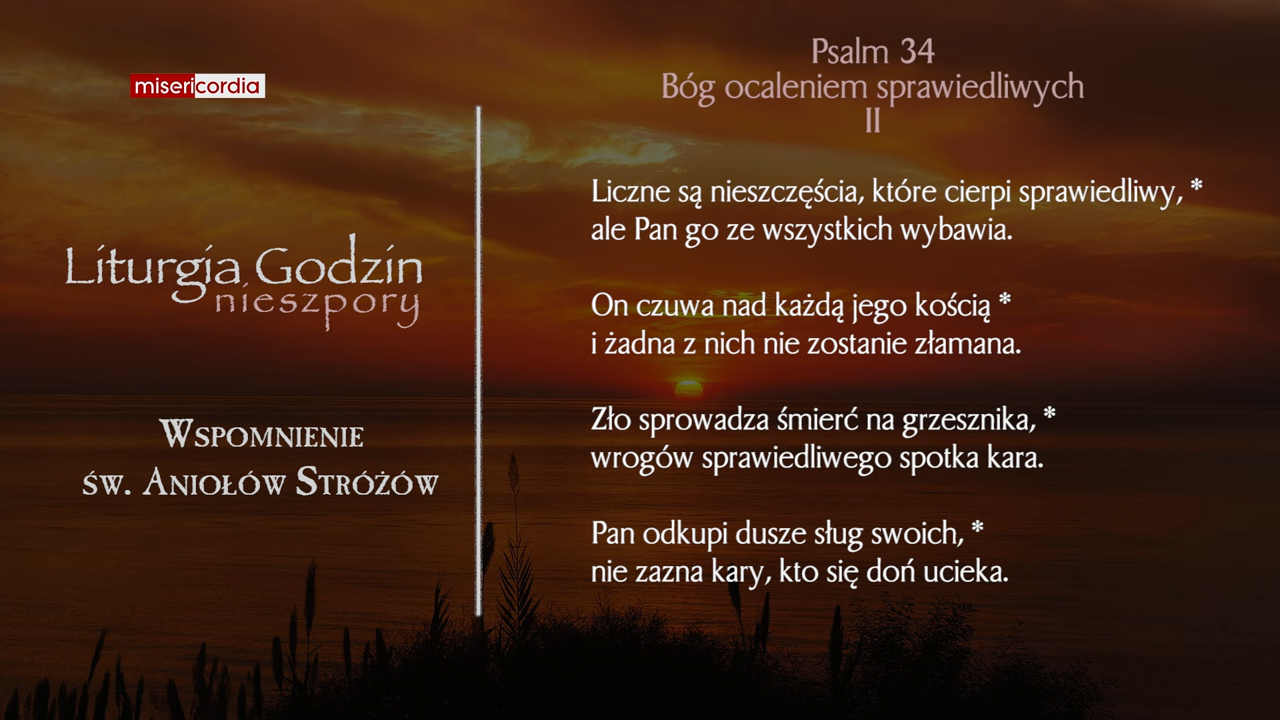 misericordia
Liturgia Godzin
nieszpory
Wspomnienie
św. Aniołów Stróżów
Psalm 34
Bóg ocaleniem sprawiedliwych
II
Liczne są nieszczęścia, które cierpi sprawiedliwy, *
ale Pan go ze wszystkich wybawia.
On czuwa nad każdą jego kością *
i żadna z nich nie zostanie złamana.
Zło sprowadza śmierć na grzesznika, *
wrogów sprawiedliwego spotka kara.
Pan odkupi dusze sług swoich, *
nie zazna kary, kto się doń ucieka.